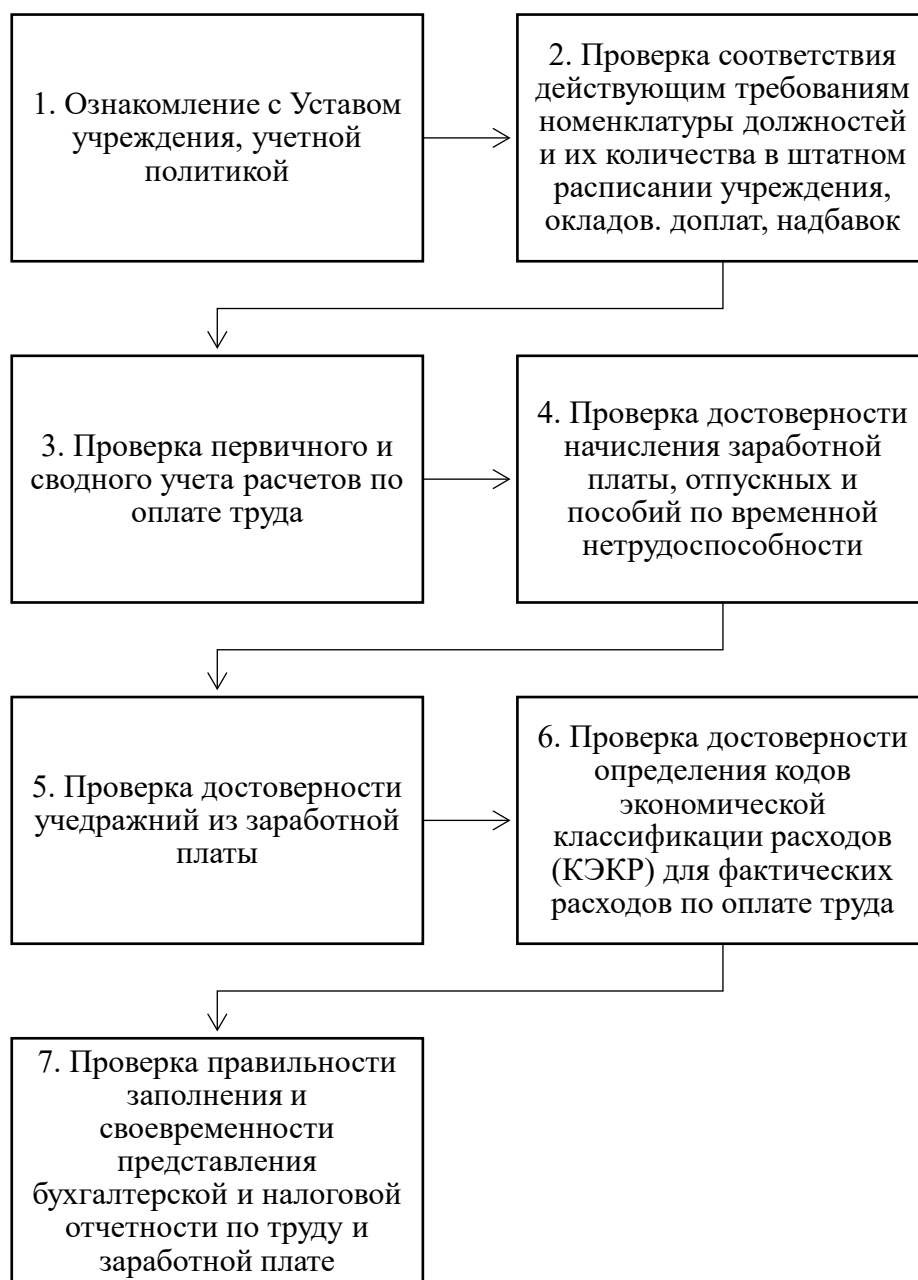 1. Ознакомление с Уставом
учреждения, учетной
политикой
2. Проверка соответствия
действующим требованиям
номенклатуры должностей
и их количества в штатном
расписании учреждения,
окладов. доплат, надбавок
3. Проверка первичного и
сводного учета расчетов по
оплате труда
4. Проверка достоверности
начисления заработной
платы, отпускных и
пособий по временной
нетрудоспособности
5. Проверка достоверности
учедражний из заработной
платы
6. Проверка достоверности
определения кодов
экономической
классификации расходов
(КЭКР) для фактических
расходов по оплате труда
7. Проверка правильности
заполнения и
своевременности
представления
бухгалтерской и налоговой
отчетности по труду и
заработной плате